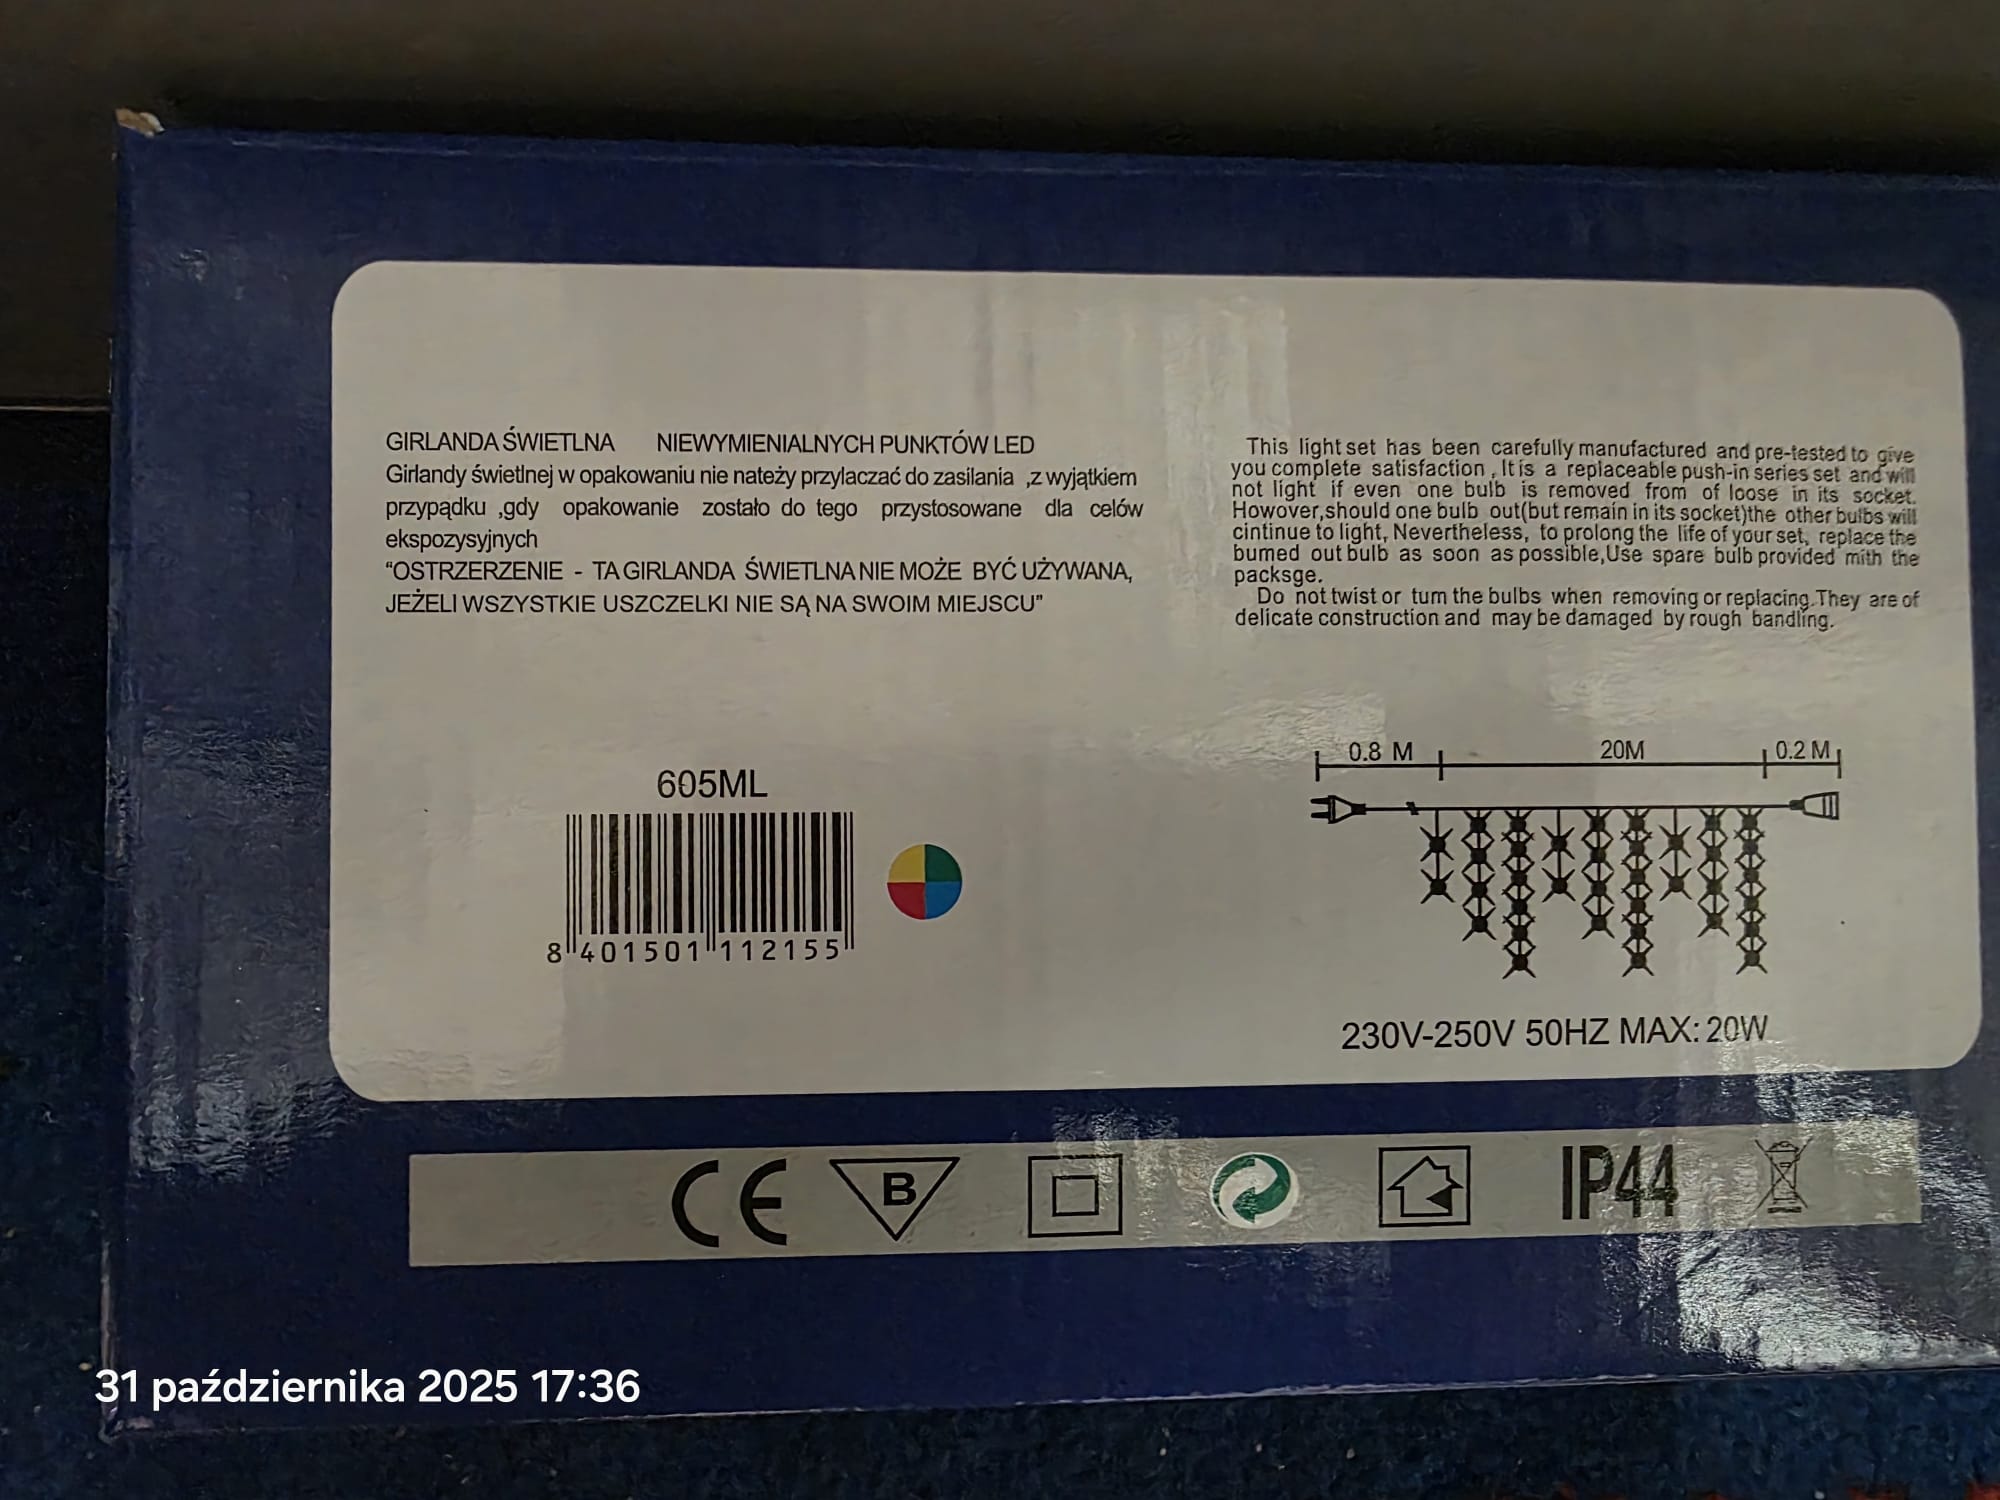 GIRLANDA ŚWIETLNA NIEWYMIENIALNYCH PUNKTÓW LED
Girlandy świetlnej w opakowaniu nie nateży przylaczać do zasilania ,z wyjątkiem
przypądku ,gdy opakowanie zostało do tego przystosowane dla celów
ekspozysyjnych
“OSTRZERZENIE - TA GIRLANDA ŚWIETLNA NIE MOŻE BYĆ UŻYWANA,
JEŻELI WSZYSTKIE USZCZELKI NIE SĄ NA SWOIM MIEJSCU”
This light set has been carefully manufactured and pre-tested to give
you complete satisfaction , It is a replaceable push-in series set and will
not light if even one bulb is removed from of loose in its socket.
Howover,should one bulb out(but remain in its socket)the other bulbs will
cintinue to light, Nevertheless, to prolong the life of your set, replace the
bumed out bulb as soon as possible,Use spare bulb provided mith the
packsge.
Do not twist or tum the bulbs when removing or replacing.They are of
delicate construction and may be damaged by rough bandling.
605ML
8 401501 112155
0.8 M 20M 0.2 M
230V-250V 50HZ MAX: 20W
CE B IP44
31 października 2025 17:36